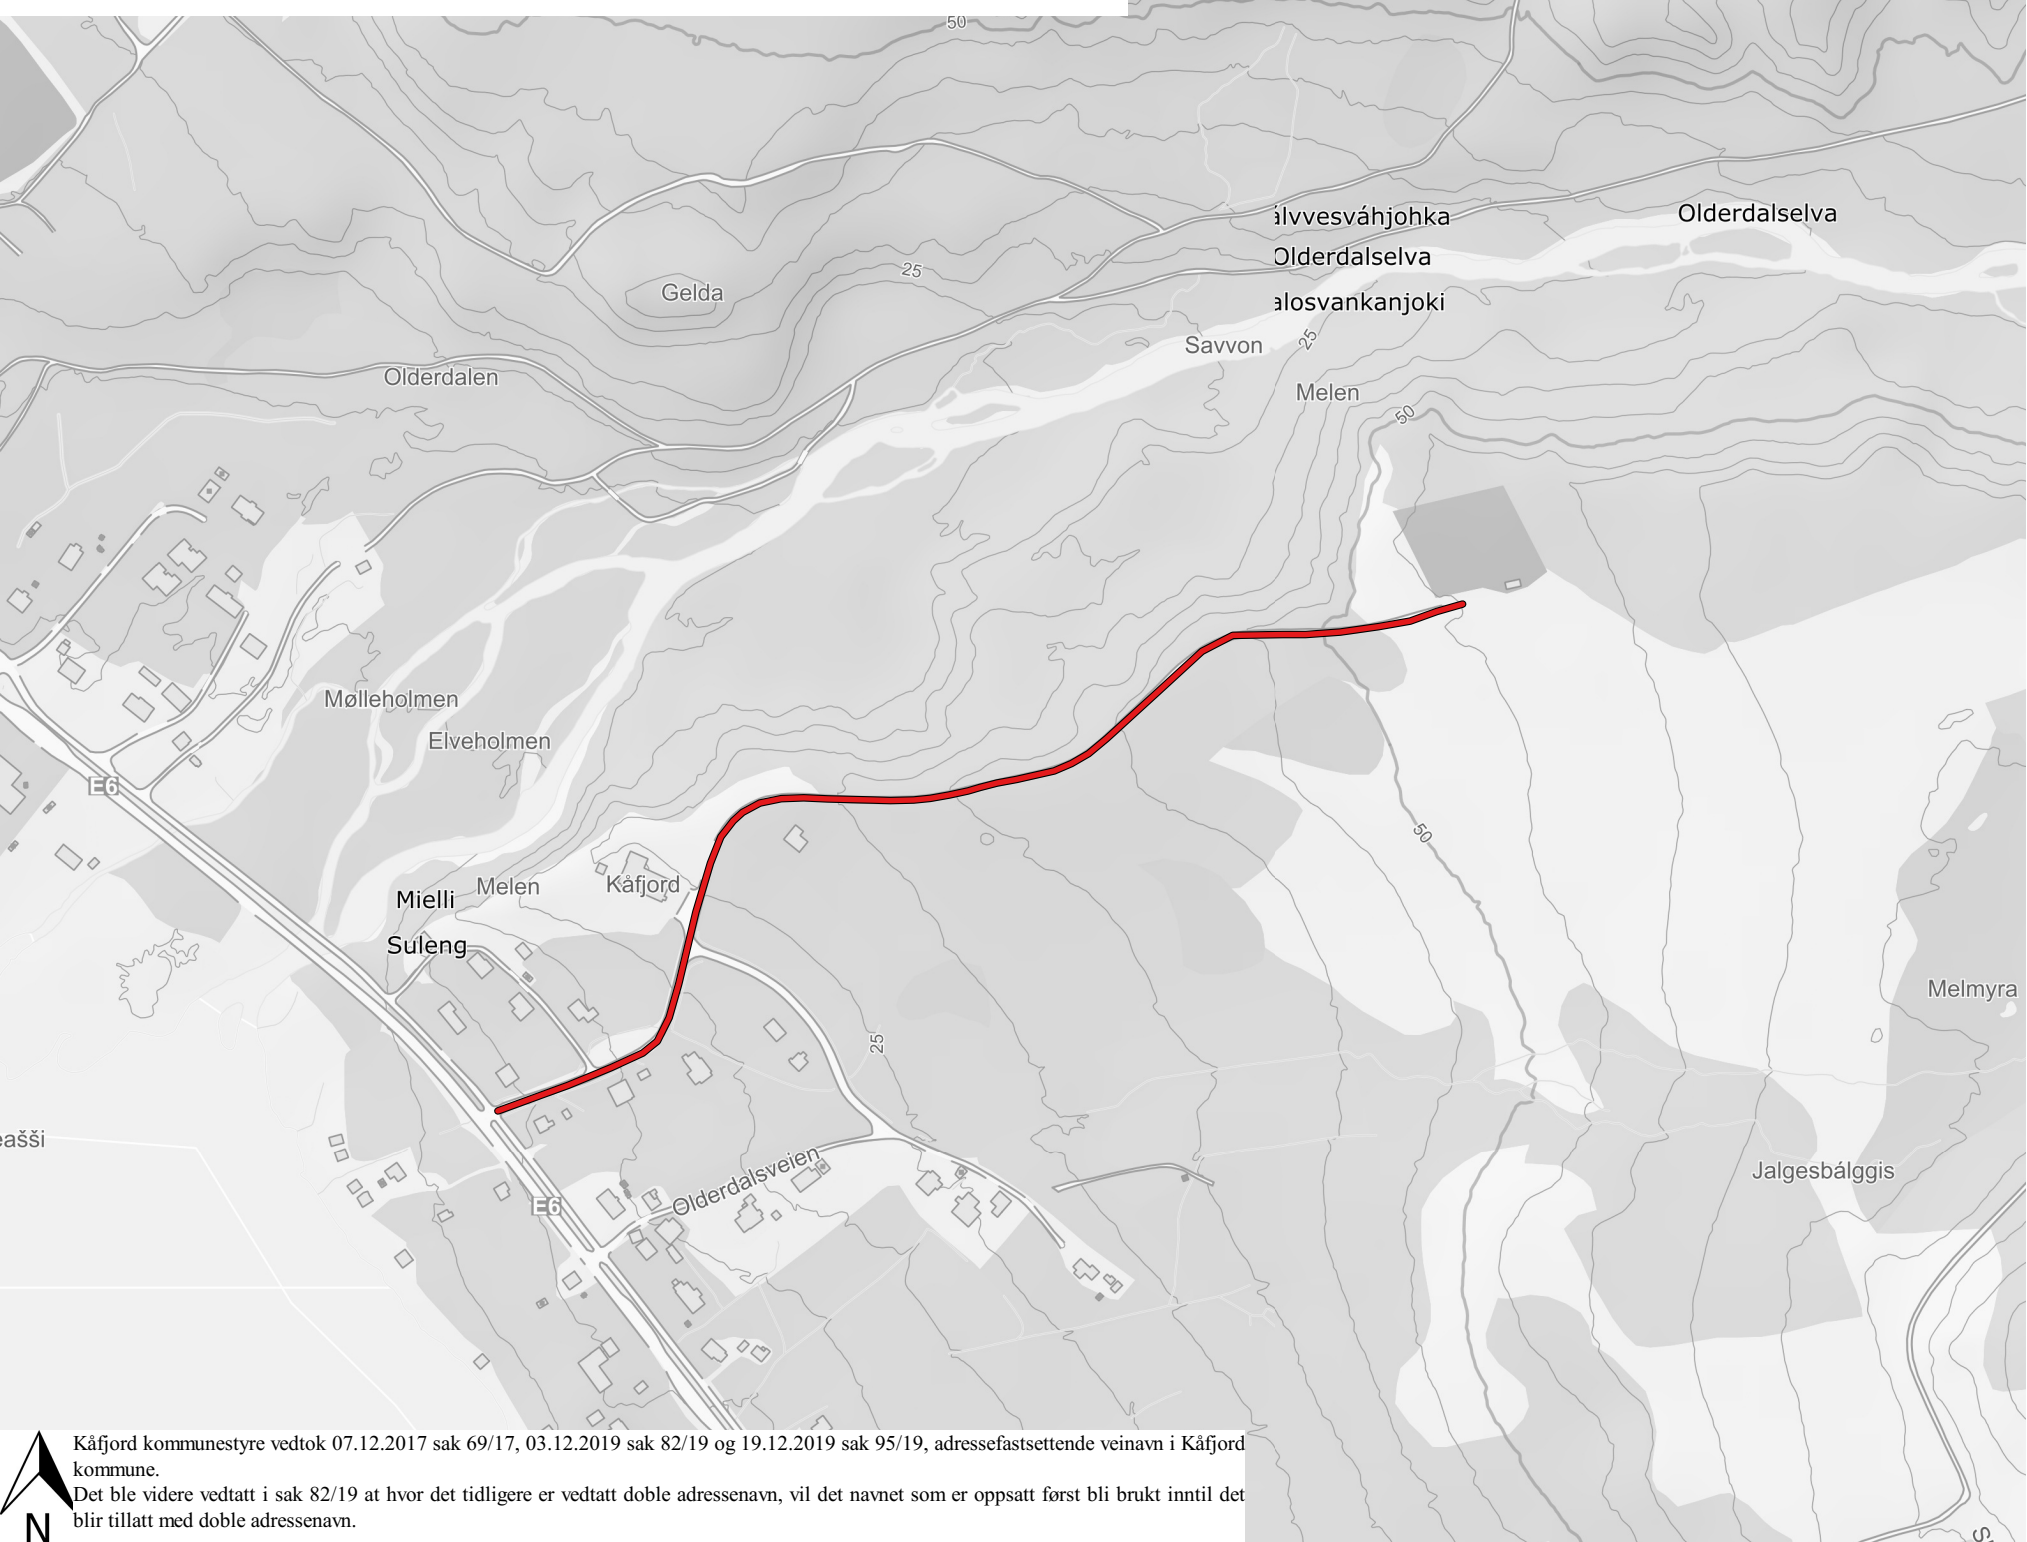 50
álvvesváhjohka
Olderdalselva
Olderdalselva
alosvankanjoki
25
Gelda
Savvon
25
Olderdalen
Melen
50
Mølleholmen
Elveholmen
E6
50
Mielli
Melen
Kåfjord
Suleng
Melmyra
25
eašši
Olderdalsveien
Jalgesbálggis
E6
Kåfjord kommunestyre vedtok 07.12.2017 sak 69/17, 03.12.2019 sak 82/19 og 19.12.2019 sak 95/19, adressefastsettende veinavn i Kåfjord
kommune.
Det ble videre vedtatt i sak 82/19 at hvor det tidligere er vedtatt doble adressenavn, vil det navnet som er oppsatt først bli brukt inntil det
blir tillatt med doble adressenavn.
N